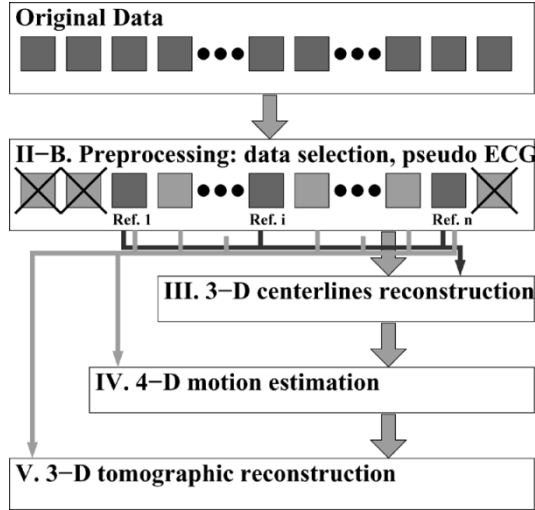 Original Data
II−B. Preprocessing: data selection, pseudo ECG
Ref. 1 Ref. i Ref. n
III. 3−D centerlines reconstruction
IV. 4−D motion estimation
V. 3−D tomographic reconstruction